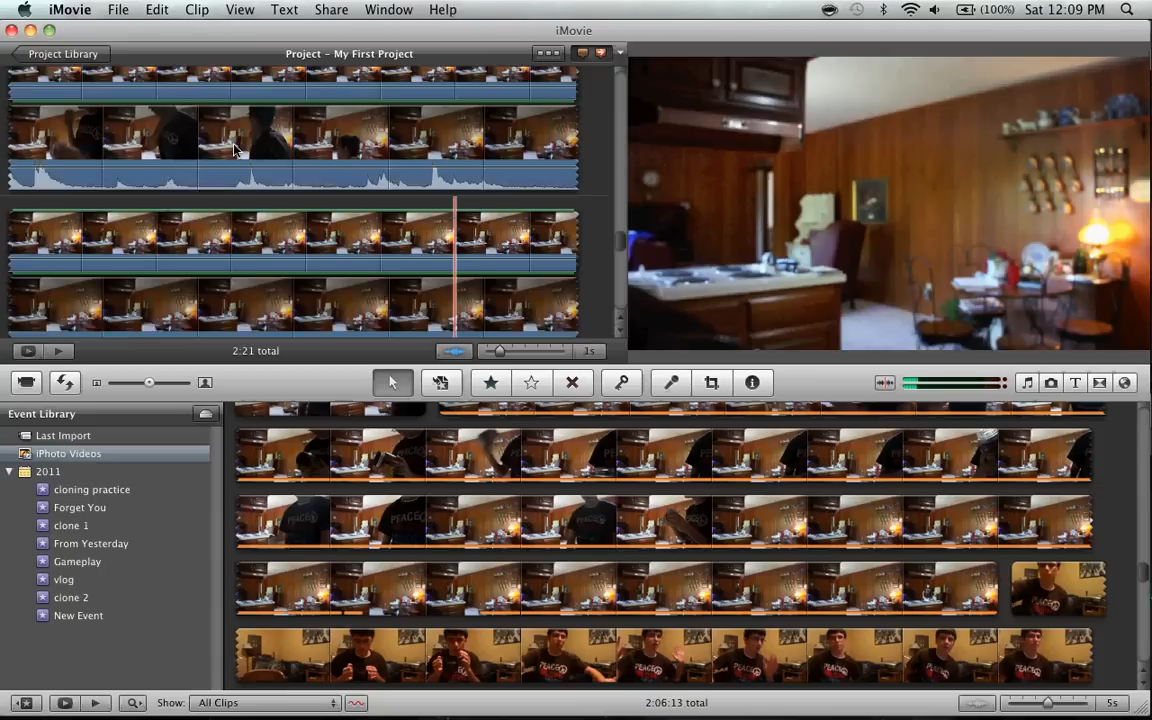 iMovie File Edit Clip View Text Share Window Help (100%) Sat 12:09 PM
iMovie
Project Library Project - My First Project
2:21 total 1s
Event Library
Last Import
iPhoto Videos
2011
cloning practice
Forget You
clone 1
From Yesterday
Gameplay
vlog
clone 2
New Event
PEACE
PEACE
Show: All Clips 2:06:13 total 5s